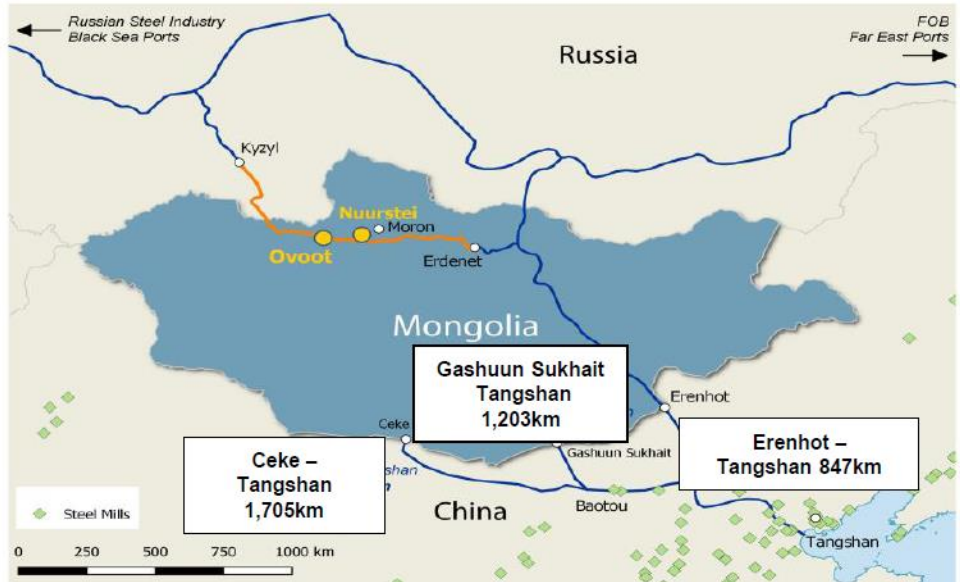 Russian Steel Industry
Black Sea Ports
FOB
Far East Ports
Russia
Kyzyl
Nuurstei
Moron
Ovoot
Erdenet
Mongolia
Gashuun Sukhait
Tangshan
1,203km
Erenhot
Ceke
Gashuun Sukhait
Erenhot –
Tangshan 847km
Ceke –
Tangshan
1,705km
shan
China
Baotou
Tangshan
Steel Mills
0 250 500 750 1000 km